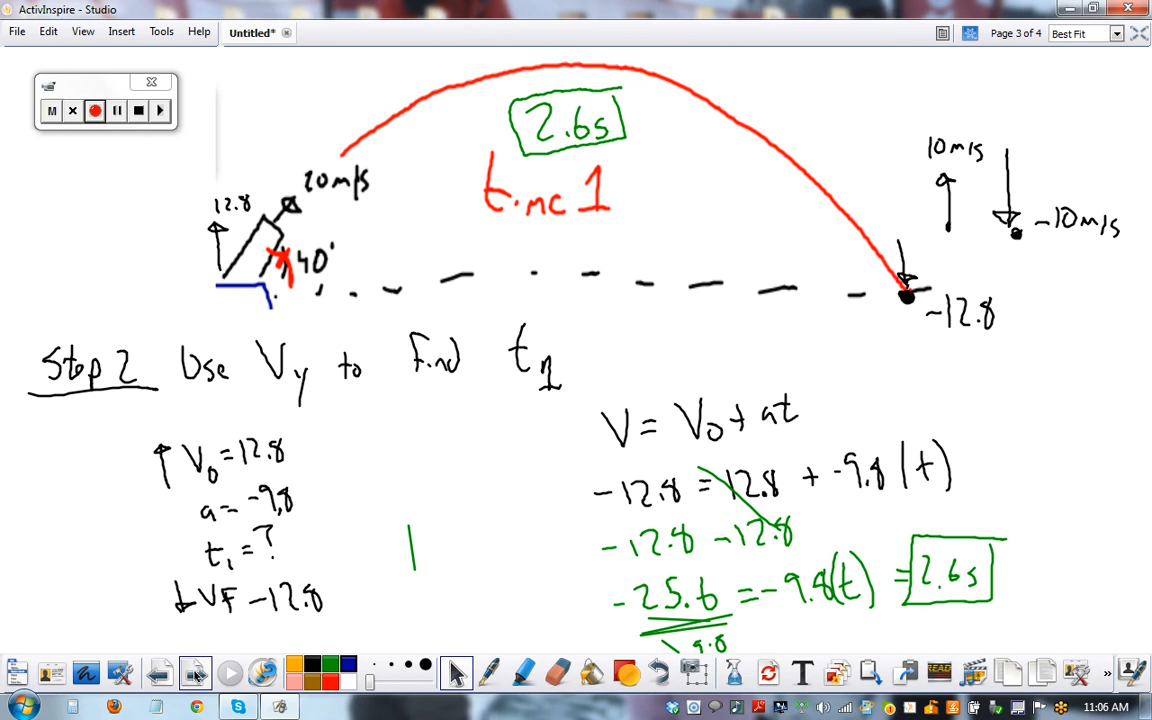 ActivInspire - Studio
File Edit View Insert Tools Help Untitled* Page 3 of 4 Best Fit
M
2.6s
10m/s
20m/s
12.8
t.mc 1
-10m/s
40°
-12.8
Step 2 Use Vy to Find t1
V = V0 + at
↑ V0 = 12.8
-12.8 = 12.8 + -9.8 (t)
a = -9,8
-12.8 -12.8
t1 = ?
-25.6 = -9.8(t) = 2.6s
↓ VF -12.8
9.8
T
READ
»
11:06 AM